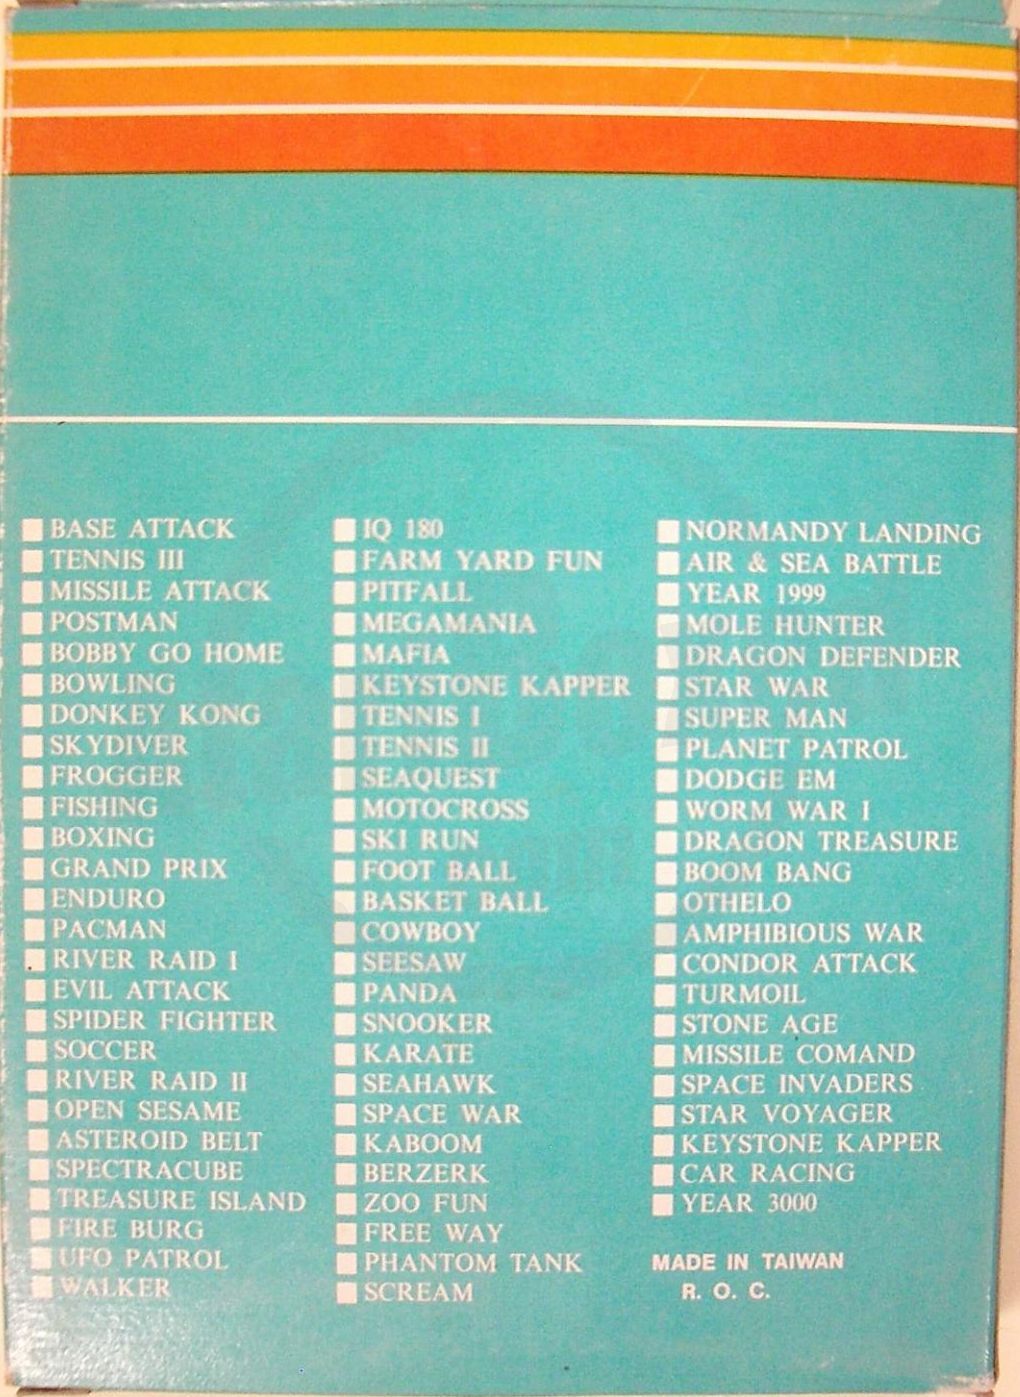 BASE ATTACK
TENNIS III
MISSILE ATTACK
POSTMAN
BOBBY GO HOME
BOWLING
DONKEY KONG
SKYDIVER
FROGGER
FISHING
BOXING
GRAND PRIX
ENDURO
PACMAN
RIVER RAID I
EVIL ATTACK
SPIDER FIGHTER
SOCCER
RIVER RAID II
OPEN SESAME
ASTEROID BELT
SPECTRACUBE
TREASURE ISLAND
FIRE BURG
UFO PATROL
WALKER
IQ 180
FARM YARD FUN
PITFALL
MEGAMANIA
MAFIA
KEYSTONE KAPPER
TENNIS I
TENNIS II
SEAQUEST
MOTOCROSS
SKI RUN
FOOT BALL
BASKET BALL
COWBOY
SEESAW
PANDA
SNOOKER
KARATE
SEAHAWK
SPACE WAR
KABOOM
BERZERK
ZOO FUN
FREE WAY
PHANTOM TANK
SCREAM
NORMANDY LANDING
AIR & SEA BATTLE
YEAR 1999
MOLE HUNTER
DRAGON DEFENDER
STAR WAR
SUPER MAN
PLANET PATROL
DODGE EM
WORM WAR I
DRAGON TREASURE
BOOM BANG
OTHELO
AMPHIBIOUS WAR
CONDOR ATTACK
TURMOIL
STONE AGE
MISSILE COMAND
SPACE INVADERS
STAR VOYAGER
KEYSTONE KAPPER
CAR RACING
YEAR 3000
MADE IN TAIWAN
R. O. C.